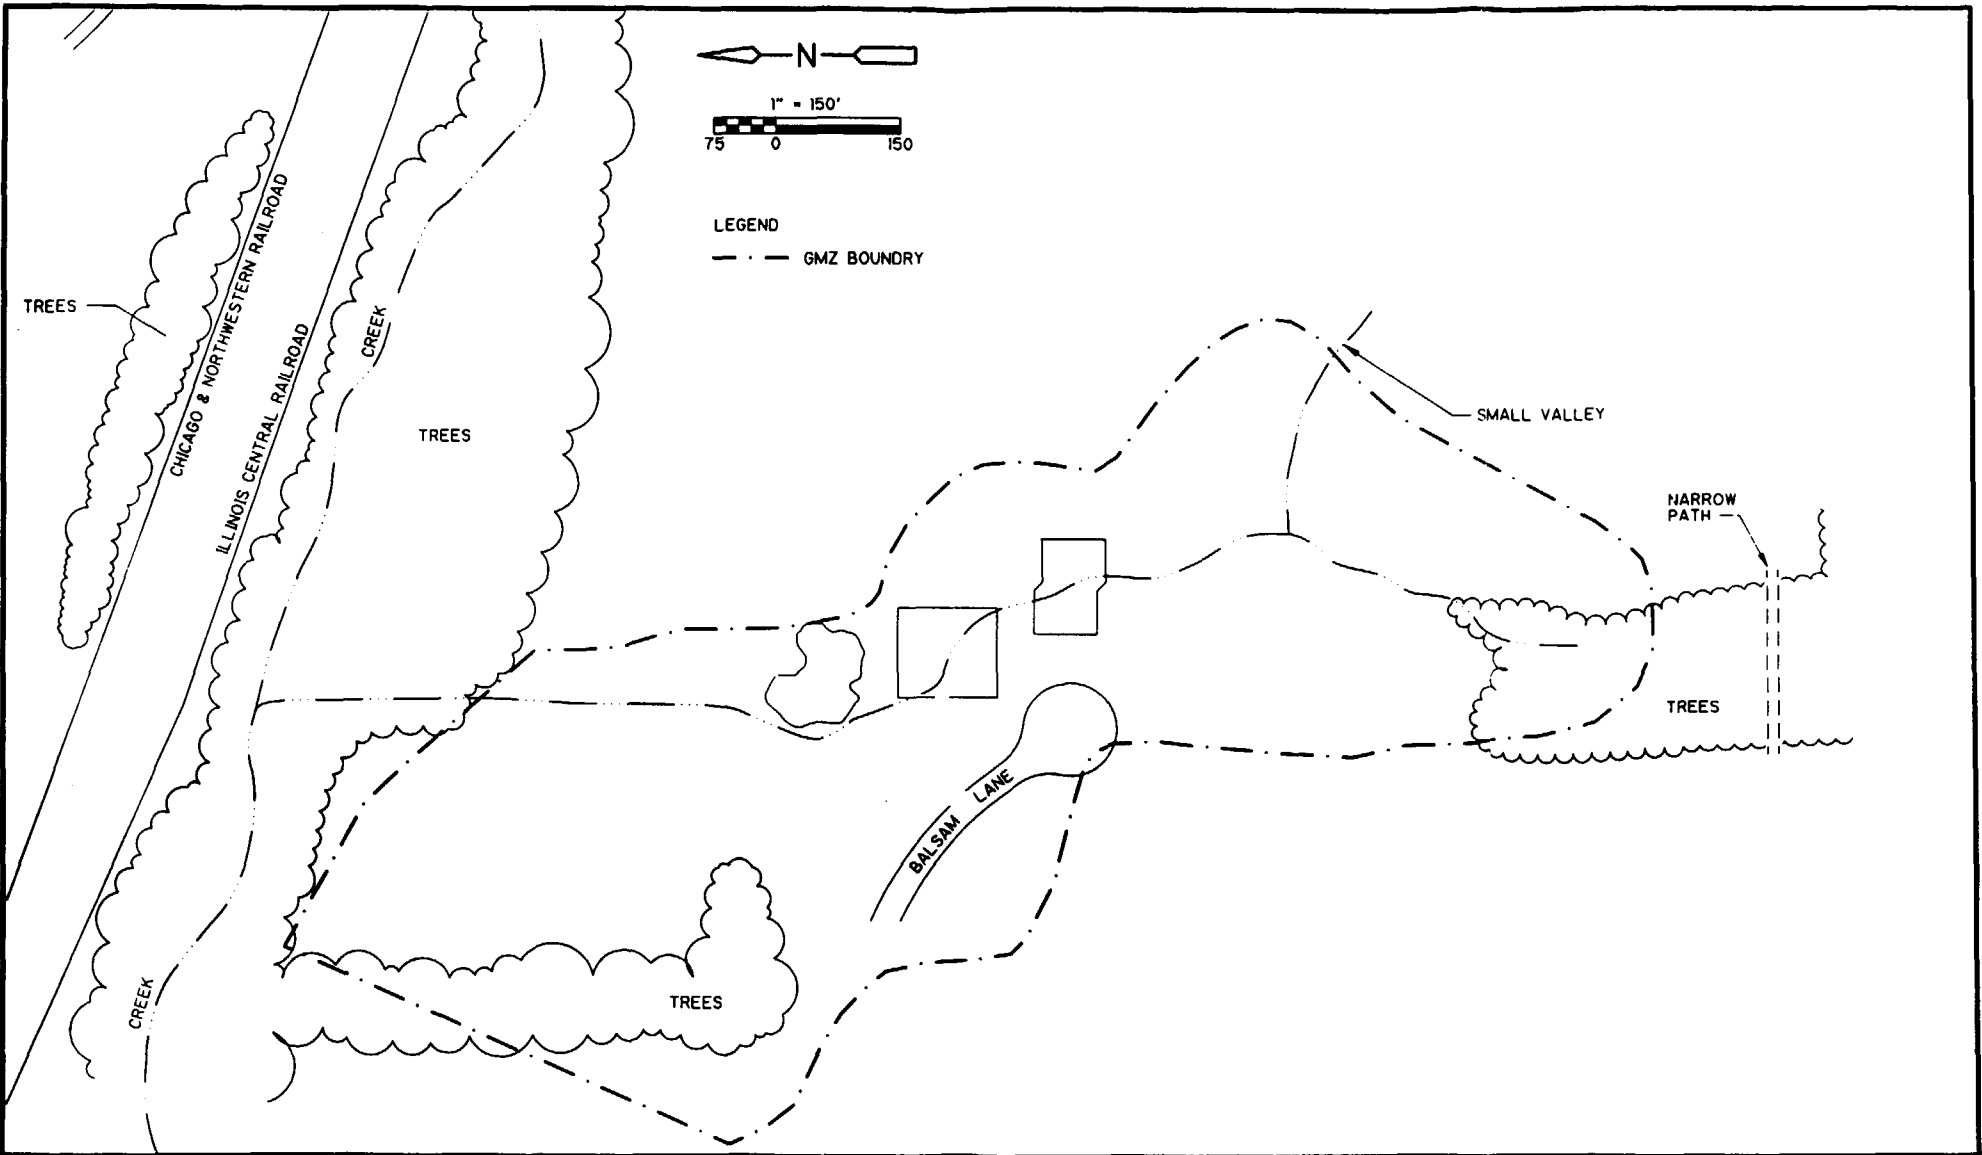 N
1" = 150'
75 0 150
LEGEND
GMZ BOUNDRY
TREES
CHICAGO & NORTHWESTERN RAILROAD
ILLINOIS CENTRAL RAILROAD
CREEK
TREES
SMALL VALLEY
NARROW
PATH
TREES
BALSAM LANE
TREES
CREEK